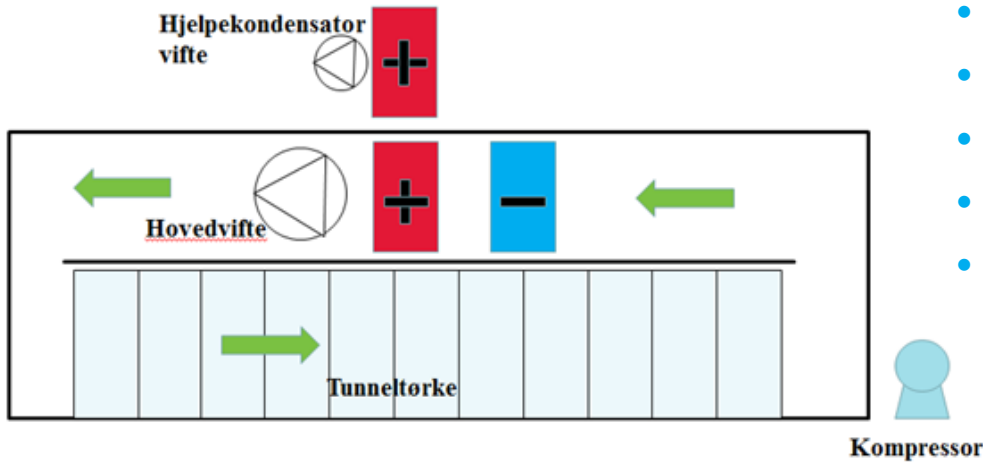 Hjelpekondensator
vifte
Hovedvifte
Tunneltørke
Kompressor